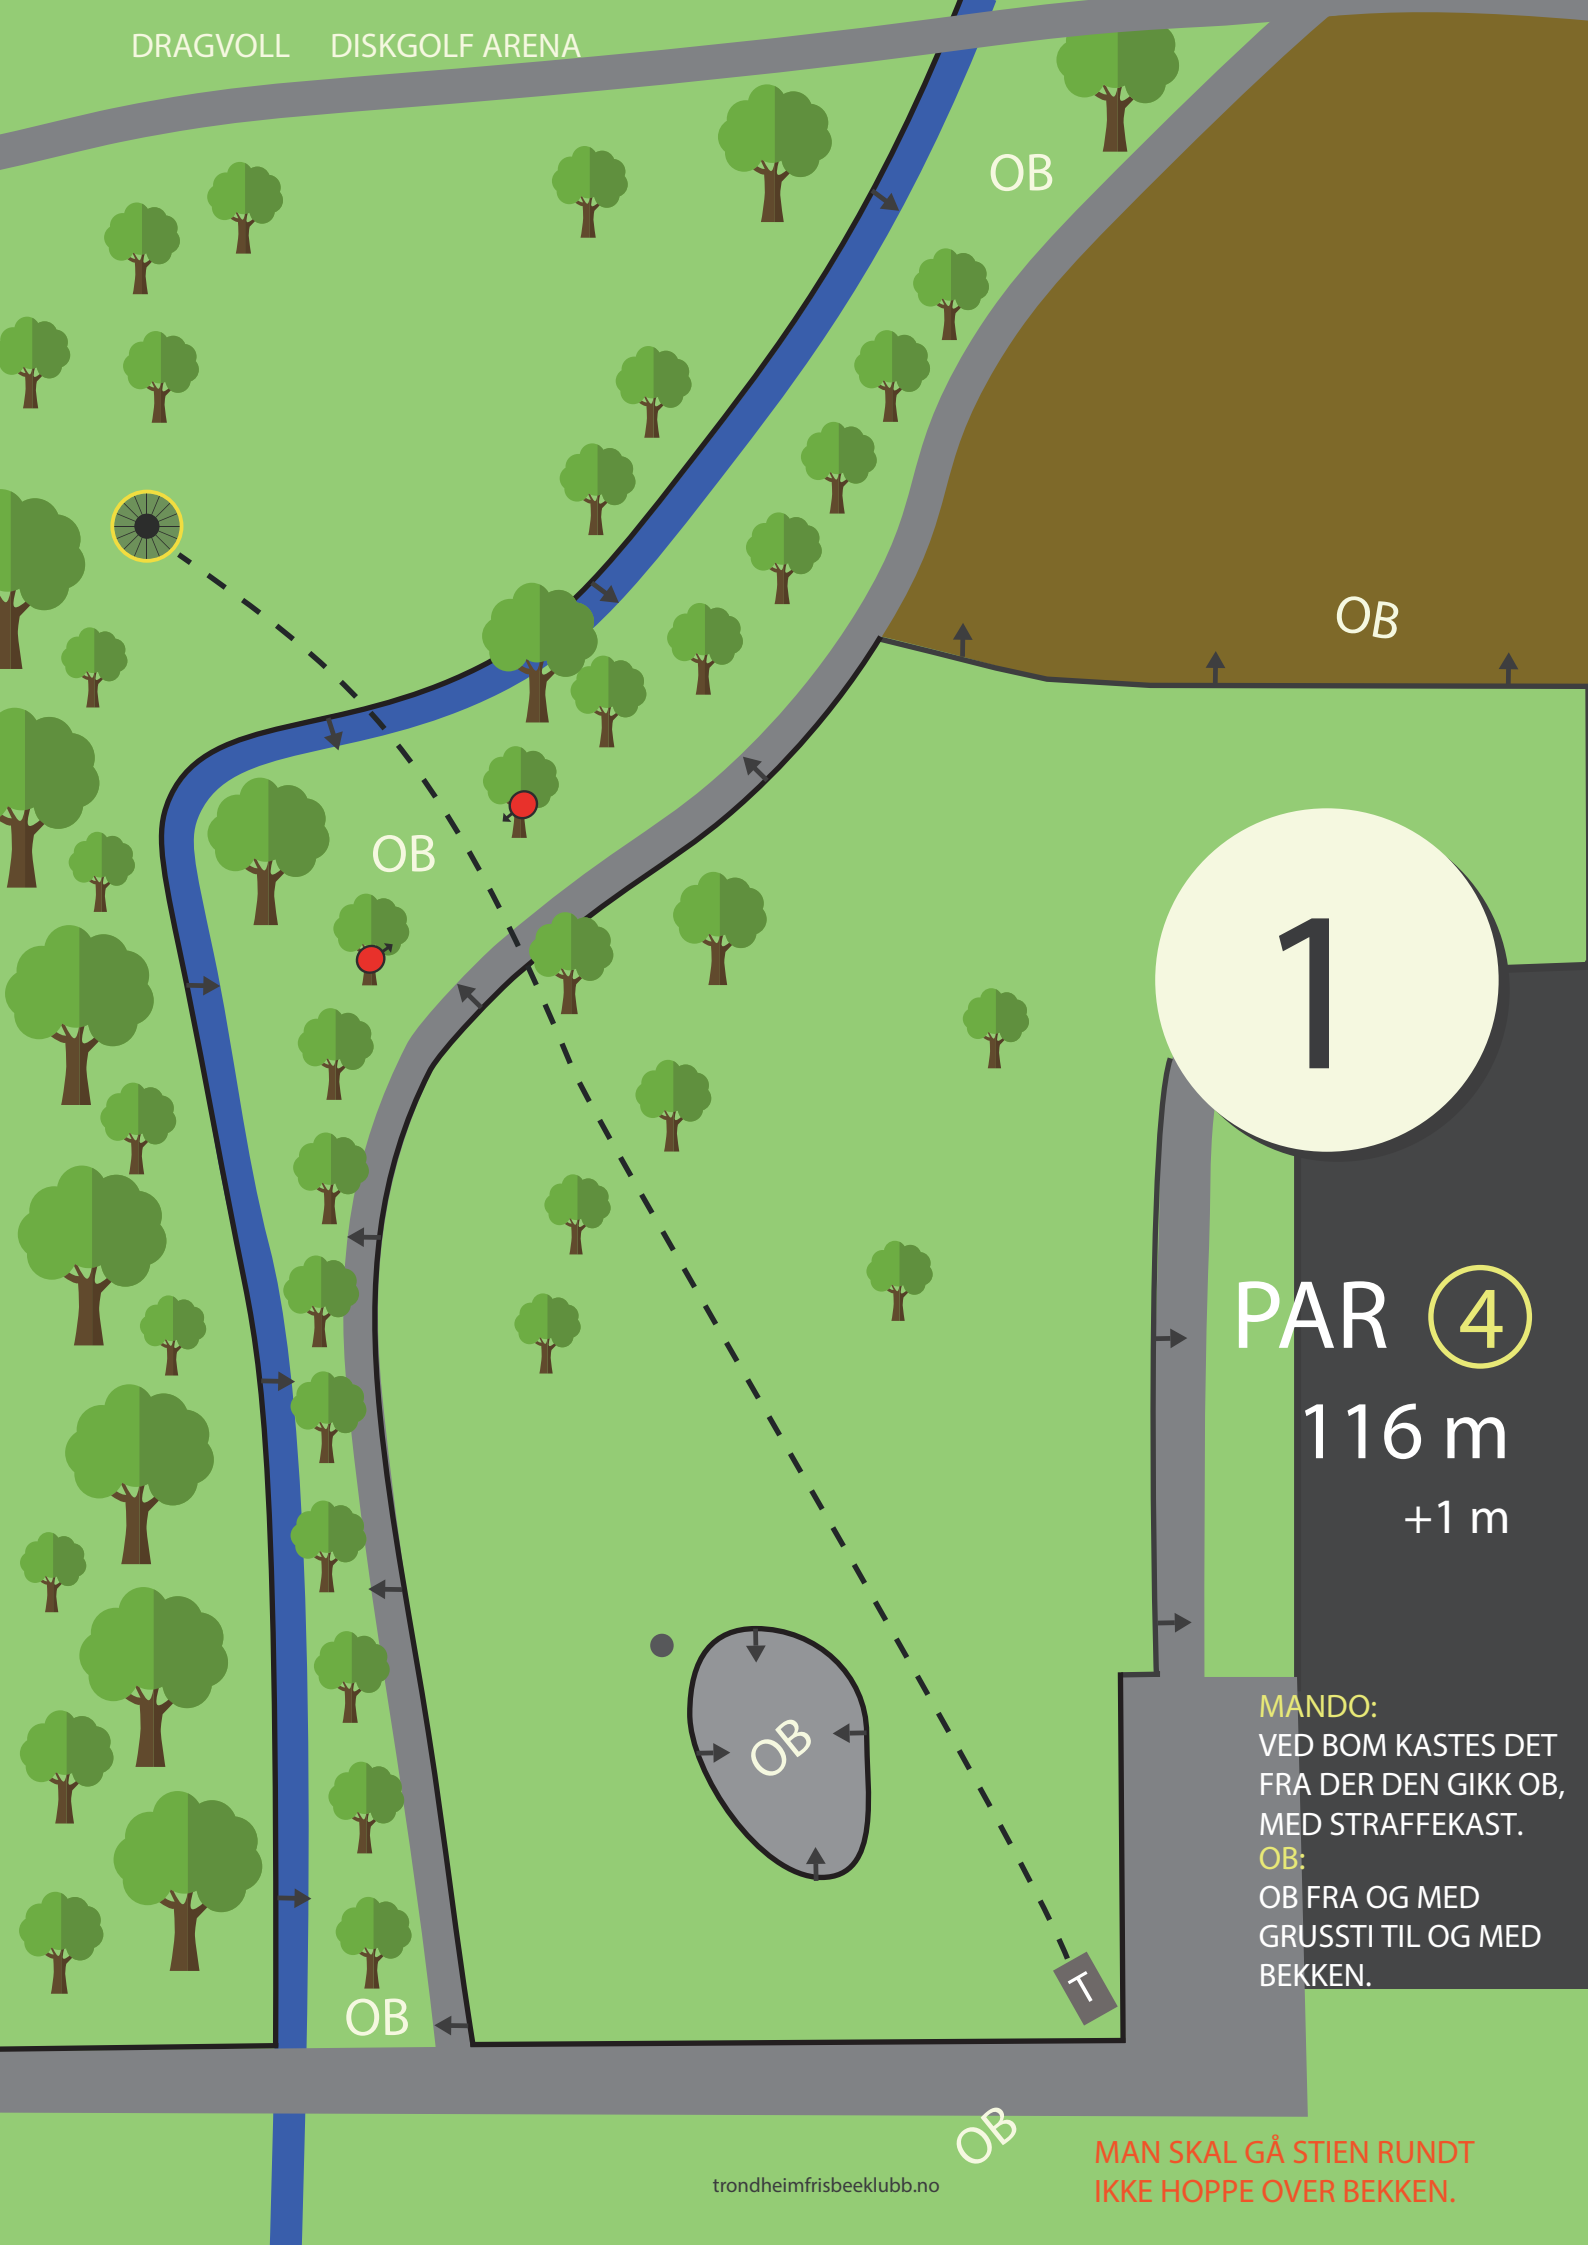 DRAGVOLL DISKGOLF ARENA
OB
OB
OB
1
PAR 4
116 m
+1 m
MANDO:
VED BOM KASTES DET
FRA DER DEN GIKK OB,
MED STRAFFEKAST.
OB:
OB FRA OG MED
GRUSSTI TIL OG MED
BEKKEN.
OB
T
OB
OB
MAN SKAL GÅ STIEN RUNDT
IKKE HOPPE OVER BEKKEN.
trondheimfrisbeeklubb.no